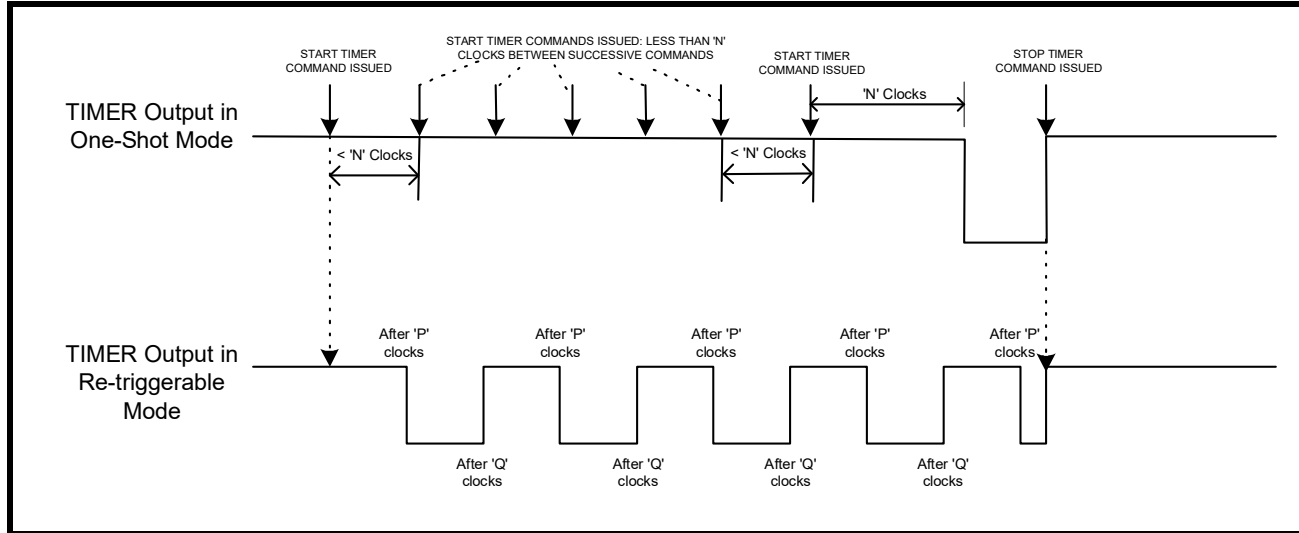 START TIMER
COMMAND ISSUED
START TIMER COMMANDS ISSUED: LESS THAN 'N'
CLOCKS BETWEEN SUCCESSIVE COMMANDS
START TIMER
COMMAND ISSUED
STOP TIMER
COMMAND ISSUED
'N' Clocks
TIMER Output in
One-Shot Mode
< 'N' Clocks
< 'N' Clocks
TIMER Output in
Re-triggerable
Mode
After 'P'
clocks
After 'P'
clocks
After 'P'
clocks
After 'P'
clocks
After 'P'
clocks
After 'Q'
clocks
After 'Q'
clocks
After 'Q'
clocks
After 'Q'
clocks